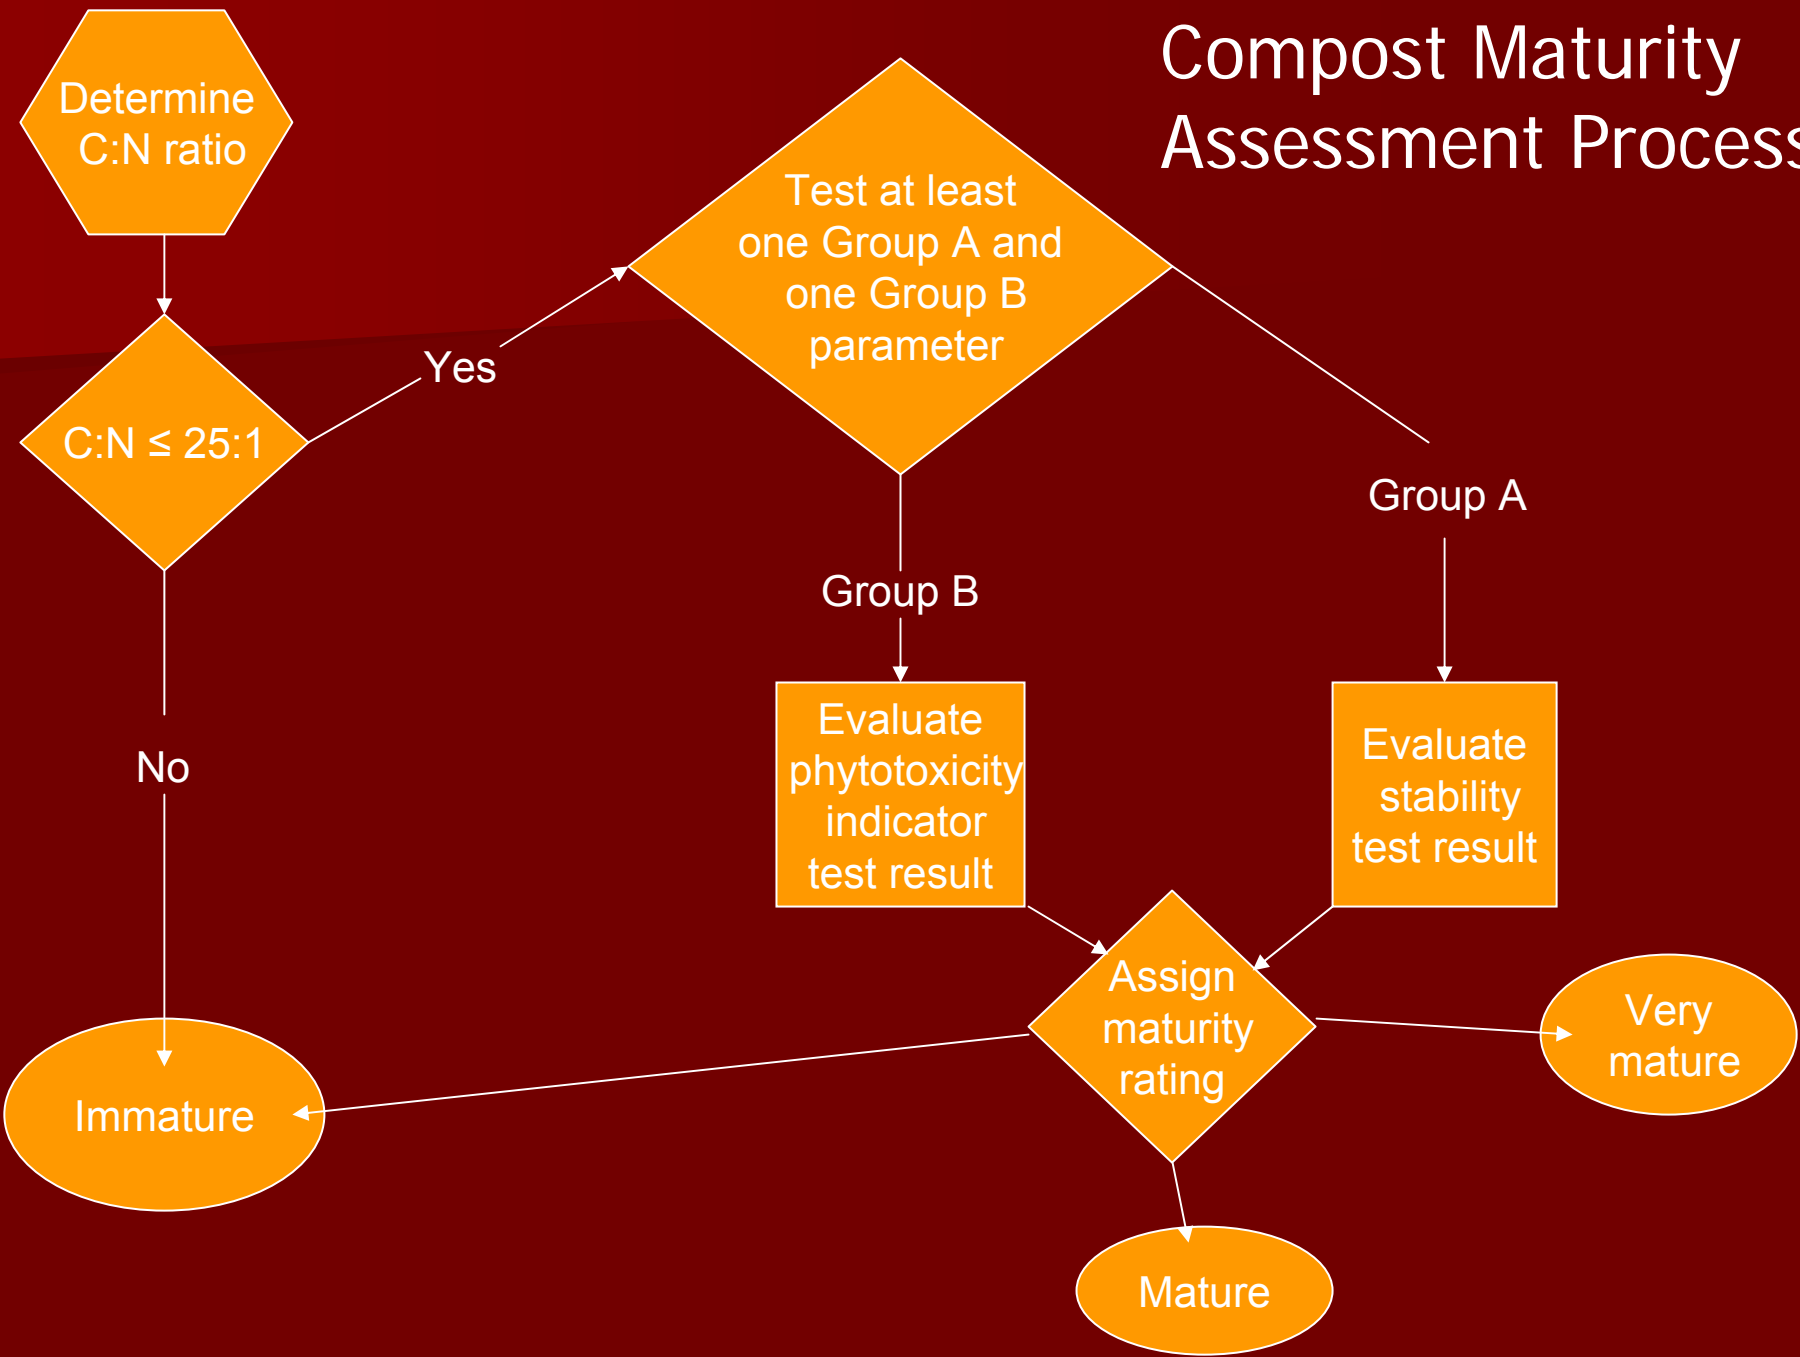 Compost Maturity
Assessment Process
Determine
C:N ratio
Test at least
one Group A and
one Group B
parameter
Yes
C:N ≤ 25:1
Group A
Group B
No
Evaluate
phytotoxicity
indicator
test result
Evaluate
stability
test result
Assign
maturity
rating
Very
mature
Immature
Mature